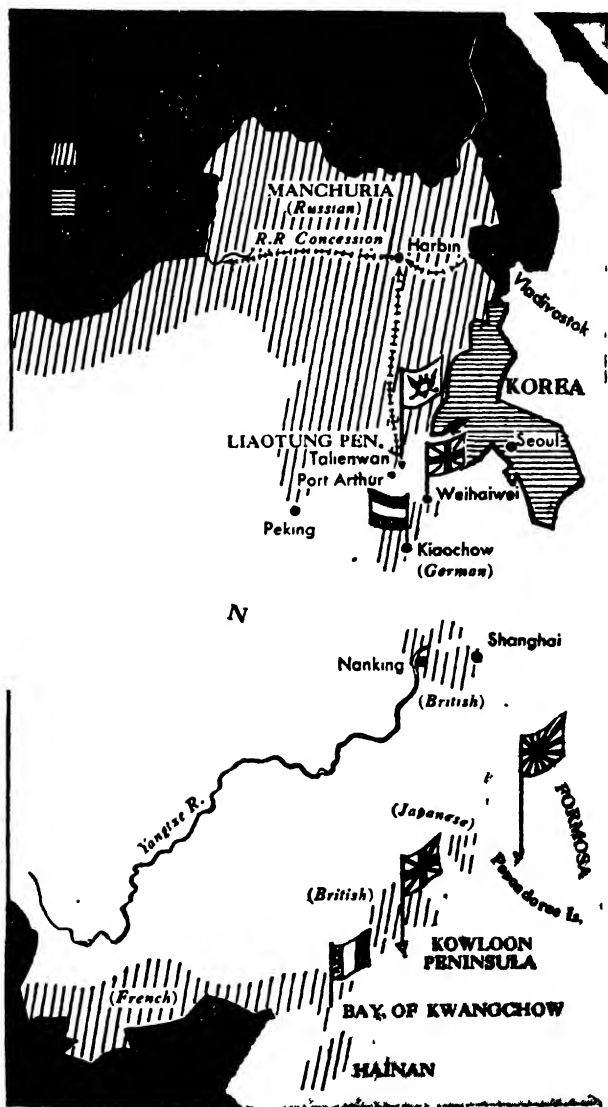 MANCHURIA
(Russian)
R.R Concession
Harbin
Vladivostok
KOREA
LIAOTUNG PEN.
Seoul
Talienwan
Port Arthur
Weihaiwei
Peking
Kiaochow
(German)
N
Shanghai
Nanking
(British)
FORMOSA
Yangtze R.
(Japanese)
Pescadores Is.
(British)
KOWLOON
PENINSULA
(French)
BAY OF KWANGCHOW
HAINAN